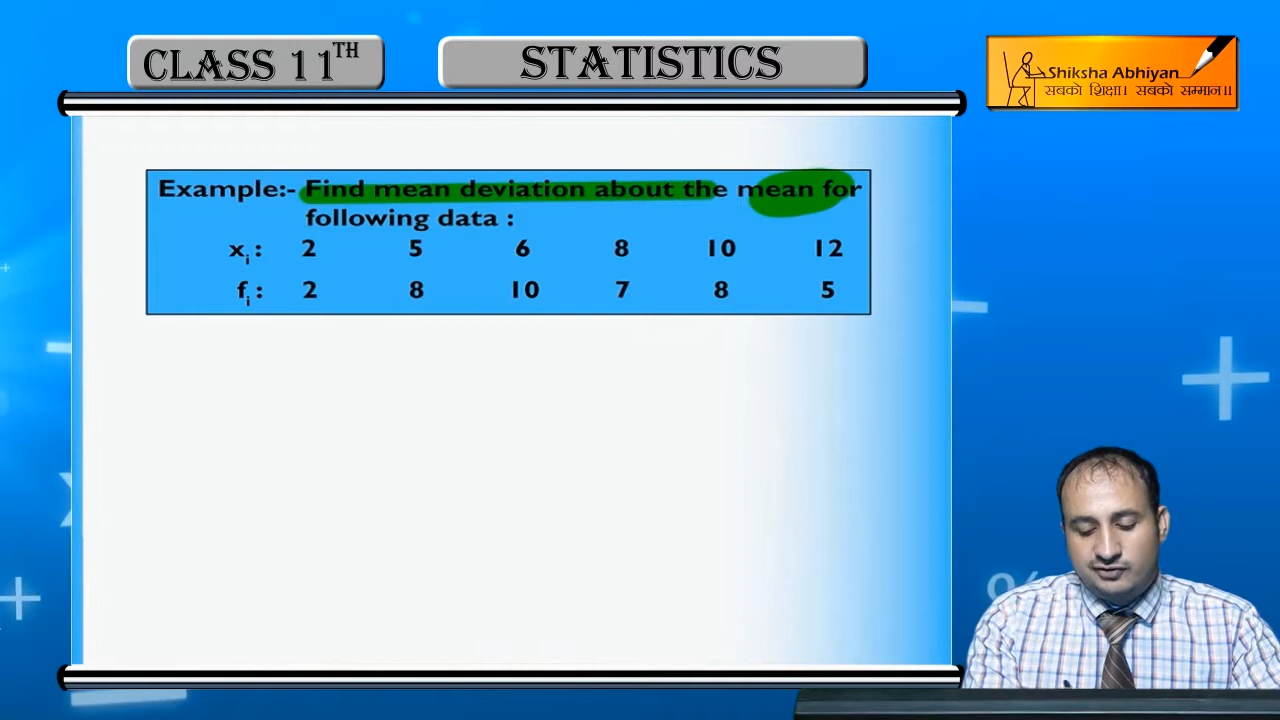 CLASS 11TH
STATISTICS
Shiksha Abhiyan
सबको शिक्षा। सबको सम्मान।।
Example:- Find mean deviation about the mean for
following data :
xi : 2 5 6 8 10 12
fi : 2 8 10 7 8 5